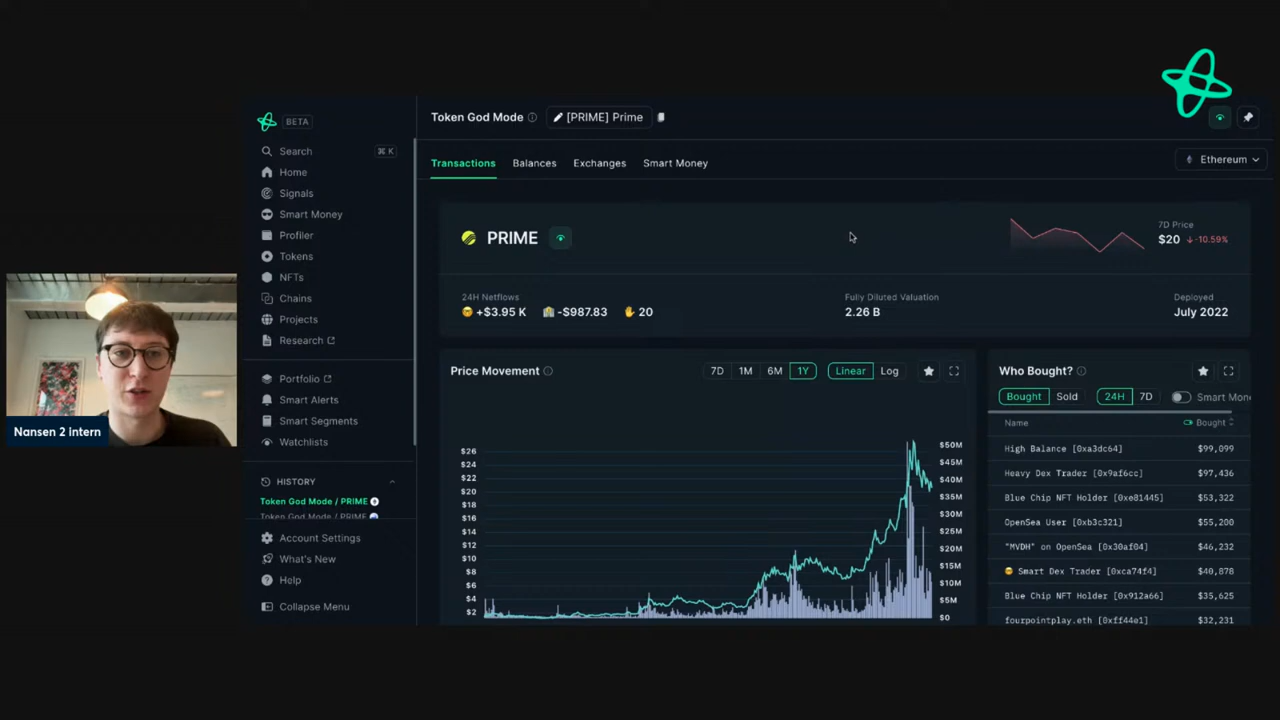 BETA
Search ⌘ K
Home
Signals
Smart Money
Profiler
Tokens
NFTs
Chains
Projects
Research
Portfolio
Smart Alerts
Smart Segments
Watchlists
HISTORY
Token God Mode / PRIME
Token God Mode / PRIME
Account Settings
What's New
Help
Collapse Menu
Nansen 2 intern
Token God Mode [PRIME] Prime
Transactions Balances Exchanges Smart Money
Ethereum
PRIME
7D Price
$20 -10.59%
24H Netflows
+$3.95 K -$987.83 20
Fully Diluted Valuation
2.26 B
Deployed
July 2022
Price Movement
7D 1M 6M 1Y Linear Log
$26
$24
$22
$20
$18
$16
$14
$12
$10
$8
$6
$4
$2
$50M
$45M
$40M
$35M
$30M
$25M
$20M
$15M
$10M
$5M
$0
Who Bought?
Bought Sold 24H 7D Smart Mon
Name Bought
High Balance [0xa3dc64] $99,099
Heavy Dex Trader [0x9af6cc] $97,436
Blue Chip NFT Holder [0xe81445] $53,322
OpenSea User [0xb3c321] $55,200
"MVDH" on OpenSea [0x30af04] $46,232
Smart Dex Trader [0xca74f4] $40,878
Blue Chip NFT Holder [0x912a66] $35,625
fourpointplay.eth [0xff44e1] $32,231